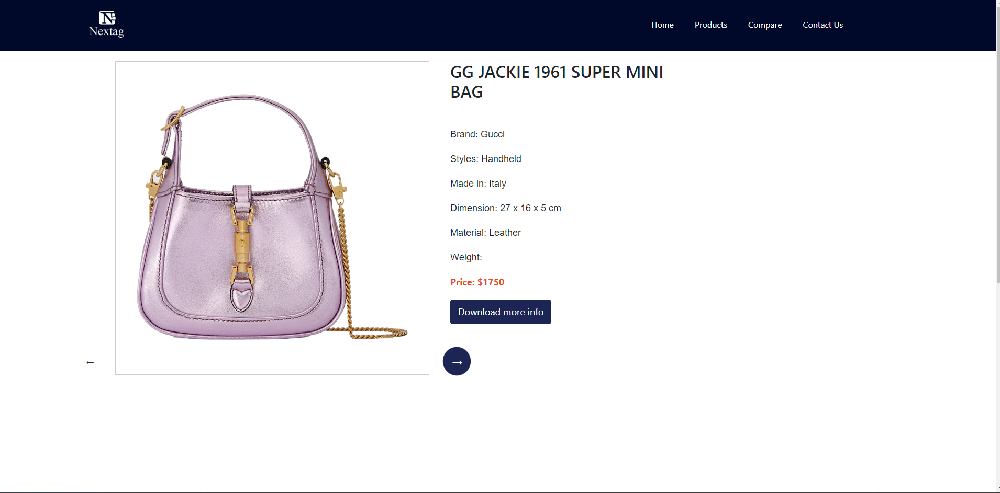 Nextag
Home
Products
Compare
Contact Us
GG JACKIE 1961 SUPER MINI
BAG
Brand: Gucci
Styles: Handheld
Made in: Italy
Dimension: 27 x 16 x 5 cm
Material: Leather
Weight:
Price: $1750
Download more info
←
→